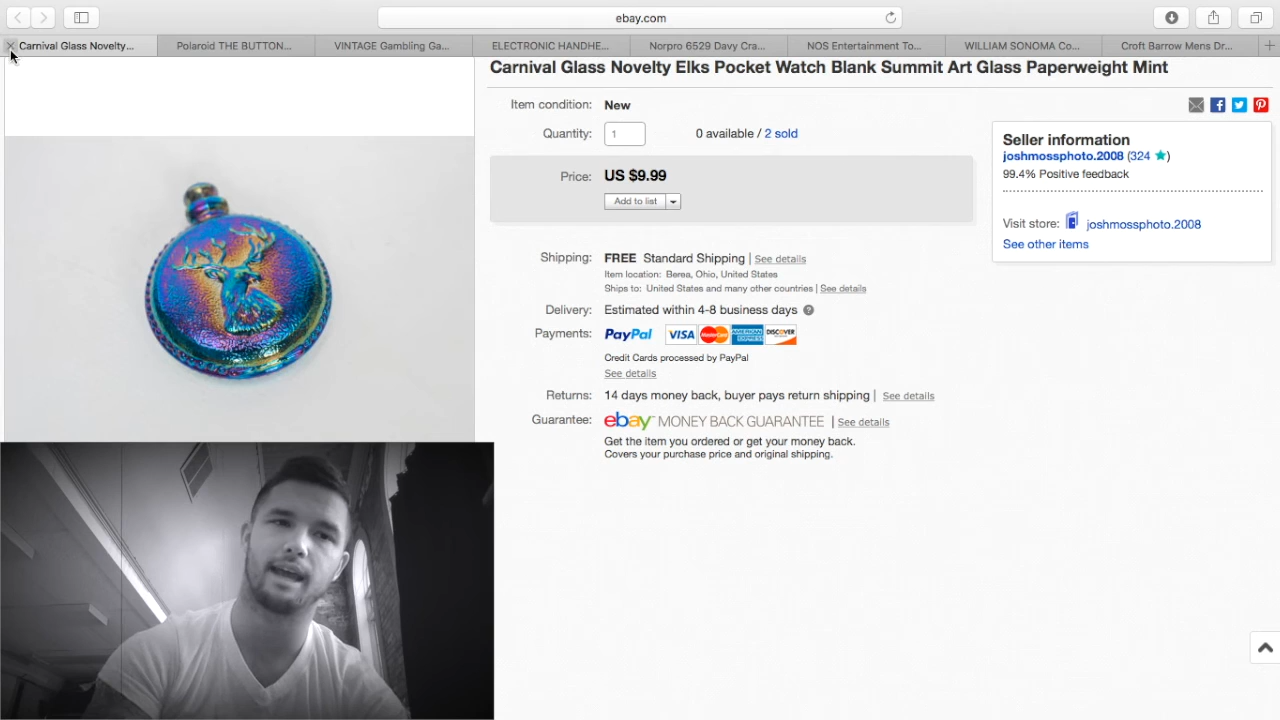 ebay.com
Carnival Glass Novelty...
Polaroid THE BUTTON...
VINTAGE Gambling Ga...
ELECTRONIC HANDHE...
Norpro 6529 Davy Cra...
NOS Entertainment To...
WILLIAM SONOMA Co...
Croft Barrow Mens Dr...
Carnival Glass Novelty Elks Pocket Watch Blank Summit Art Glass Paperweight Mint
Item condition: New
Quantity: 1 0 available / 2 sold
Price: US $9.99
Add to list
Shipping: FREE Standard Shipping | See details
Item location: Berea, Ohio, United States
Ships to: United States and many other countries | See details
Delivery: Estimated within 4-8 business days ?
Payments: PayPal VISA MasterCard AMERICAN EXPRESS DISCOVER
Credit Cards processed by PayPal
See details
Returns: 14 days money back, buyer pays return shipping | See details
Guarantee: ebay MONEY BACK GUARANTEE | See details
Get the item you ordered or get your money back.
Covers your purchase price and original shipping.
Seller information
joshmossphoto.2008 (324 ★)
99.4% Positive feedback
Visit store: joshmossphoto.2008
See other items